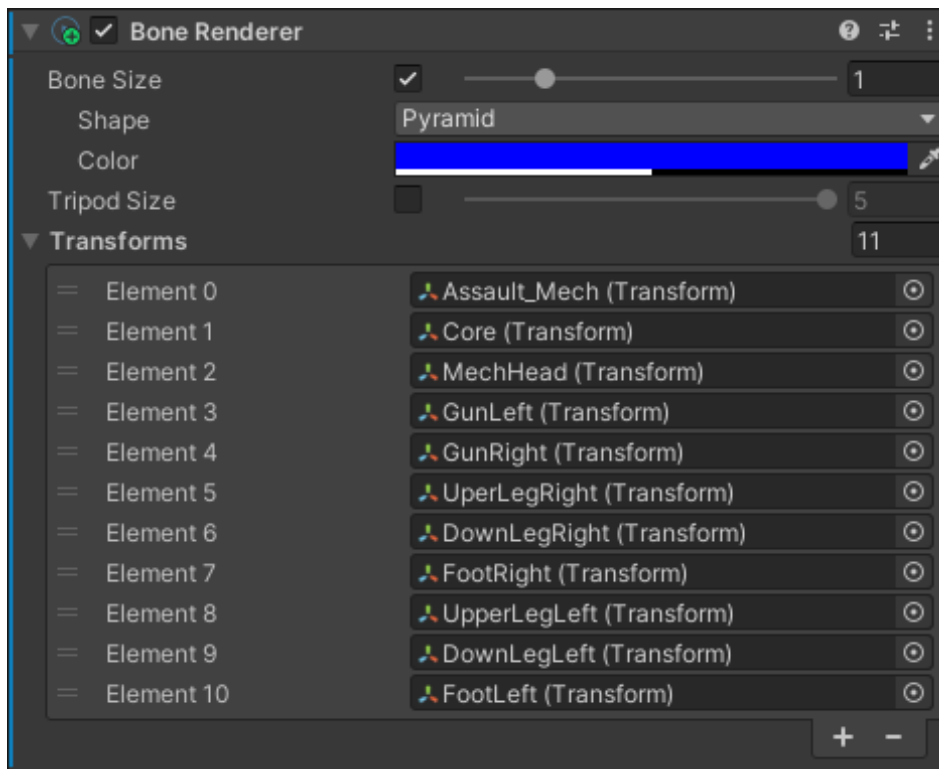 Bone Renderer
Bone Size 1
Shape Pyramid
Color
Tripod Size 5
Transforms 11
Element 0 Assault_Mech (Transform)
Element 1 Core (Transform)
Element 2 MechHead (Transform)
Element 3 GunLeft (Transform)
Element 4 GunRight (Transform)
Element 5 UperLegRight (Transform)
Element 6 DownLegRight (Transform)
Element 7 FootRight (Transform)
Element 8 UpperLegLeft (Transform)
Element 9 DownLegLeft (Transform)
Element 10 FootLeft (Transform)